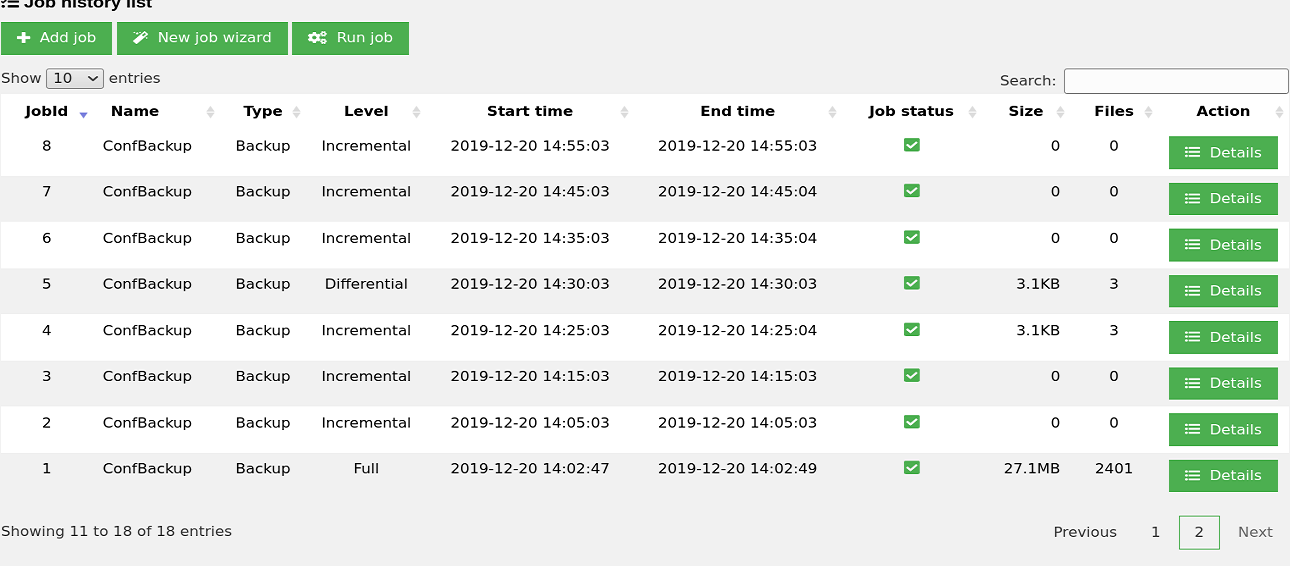 Job history list
Add job New job wizard Run job
Show 10 entries
Search:
JobId Name Type Level Start time End time Job status Size Files Action
8 ConfBackup Backup Incremental 2019-12-20 14:55:03 2019-12-20 14:55:03 0 0 Details
7 ConfBackup Backup Incremental 2019-12-20 14:45:03 2019-12-20 14:45:04 0 0 Details
6 ConfBackup Backup Incremental 2019-12-20 14:35:03 2019-12-20 14:35:04 0 0 Details
5 ConfBackup Backup Differential 2019-12-20 14:30:03 2019-12-20 14:30:03 3.1KB 3 Details
4 ConfBackup Backup Incremental 2019-12-20 14:25:03 2019-12-20 14:25:04 3.1KB 3 Details
3 ConfBackup Backup Incremental 2019-12-20 14:15:03 2019-12-20 14:15:03 0 0 Details
2 ConfBackup Backup Incremental 2019-12-20 14:05:03 2019-12-20 14:05:03 0 0 Details
1 ConfBackup Backup Full 2019-12-20 14:02:47 2019-12-20 14:02:49 27.1MB 2401 Details
Showing 11 to 18 of 18 entries
Previous 1 2 Next